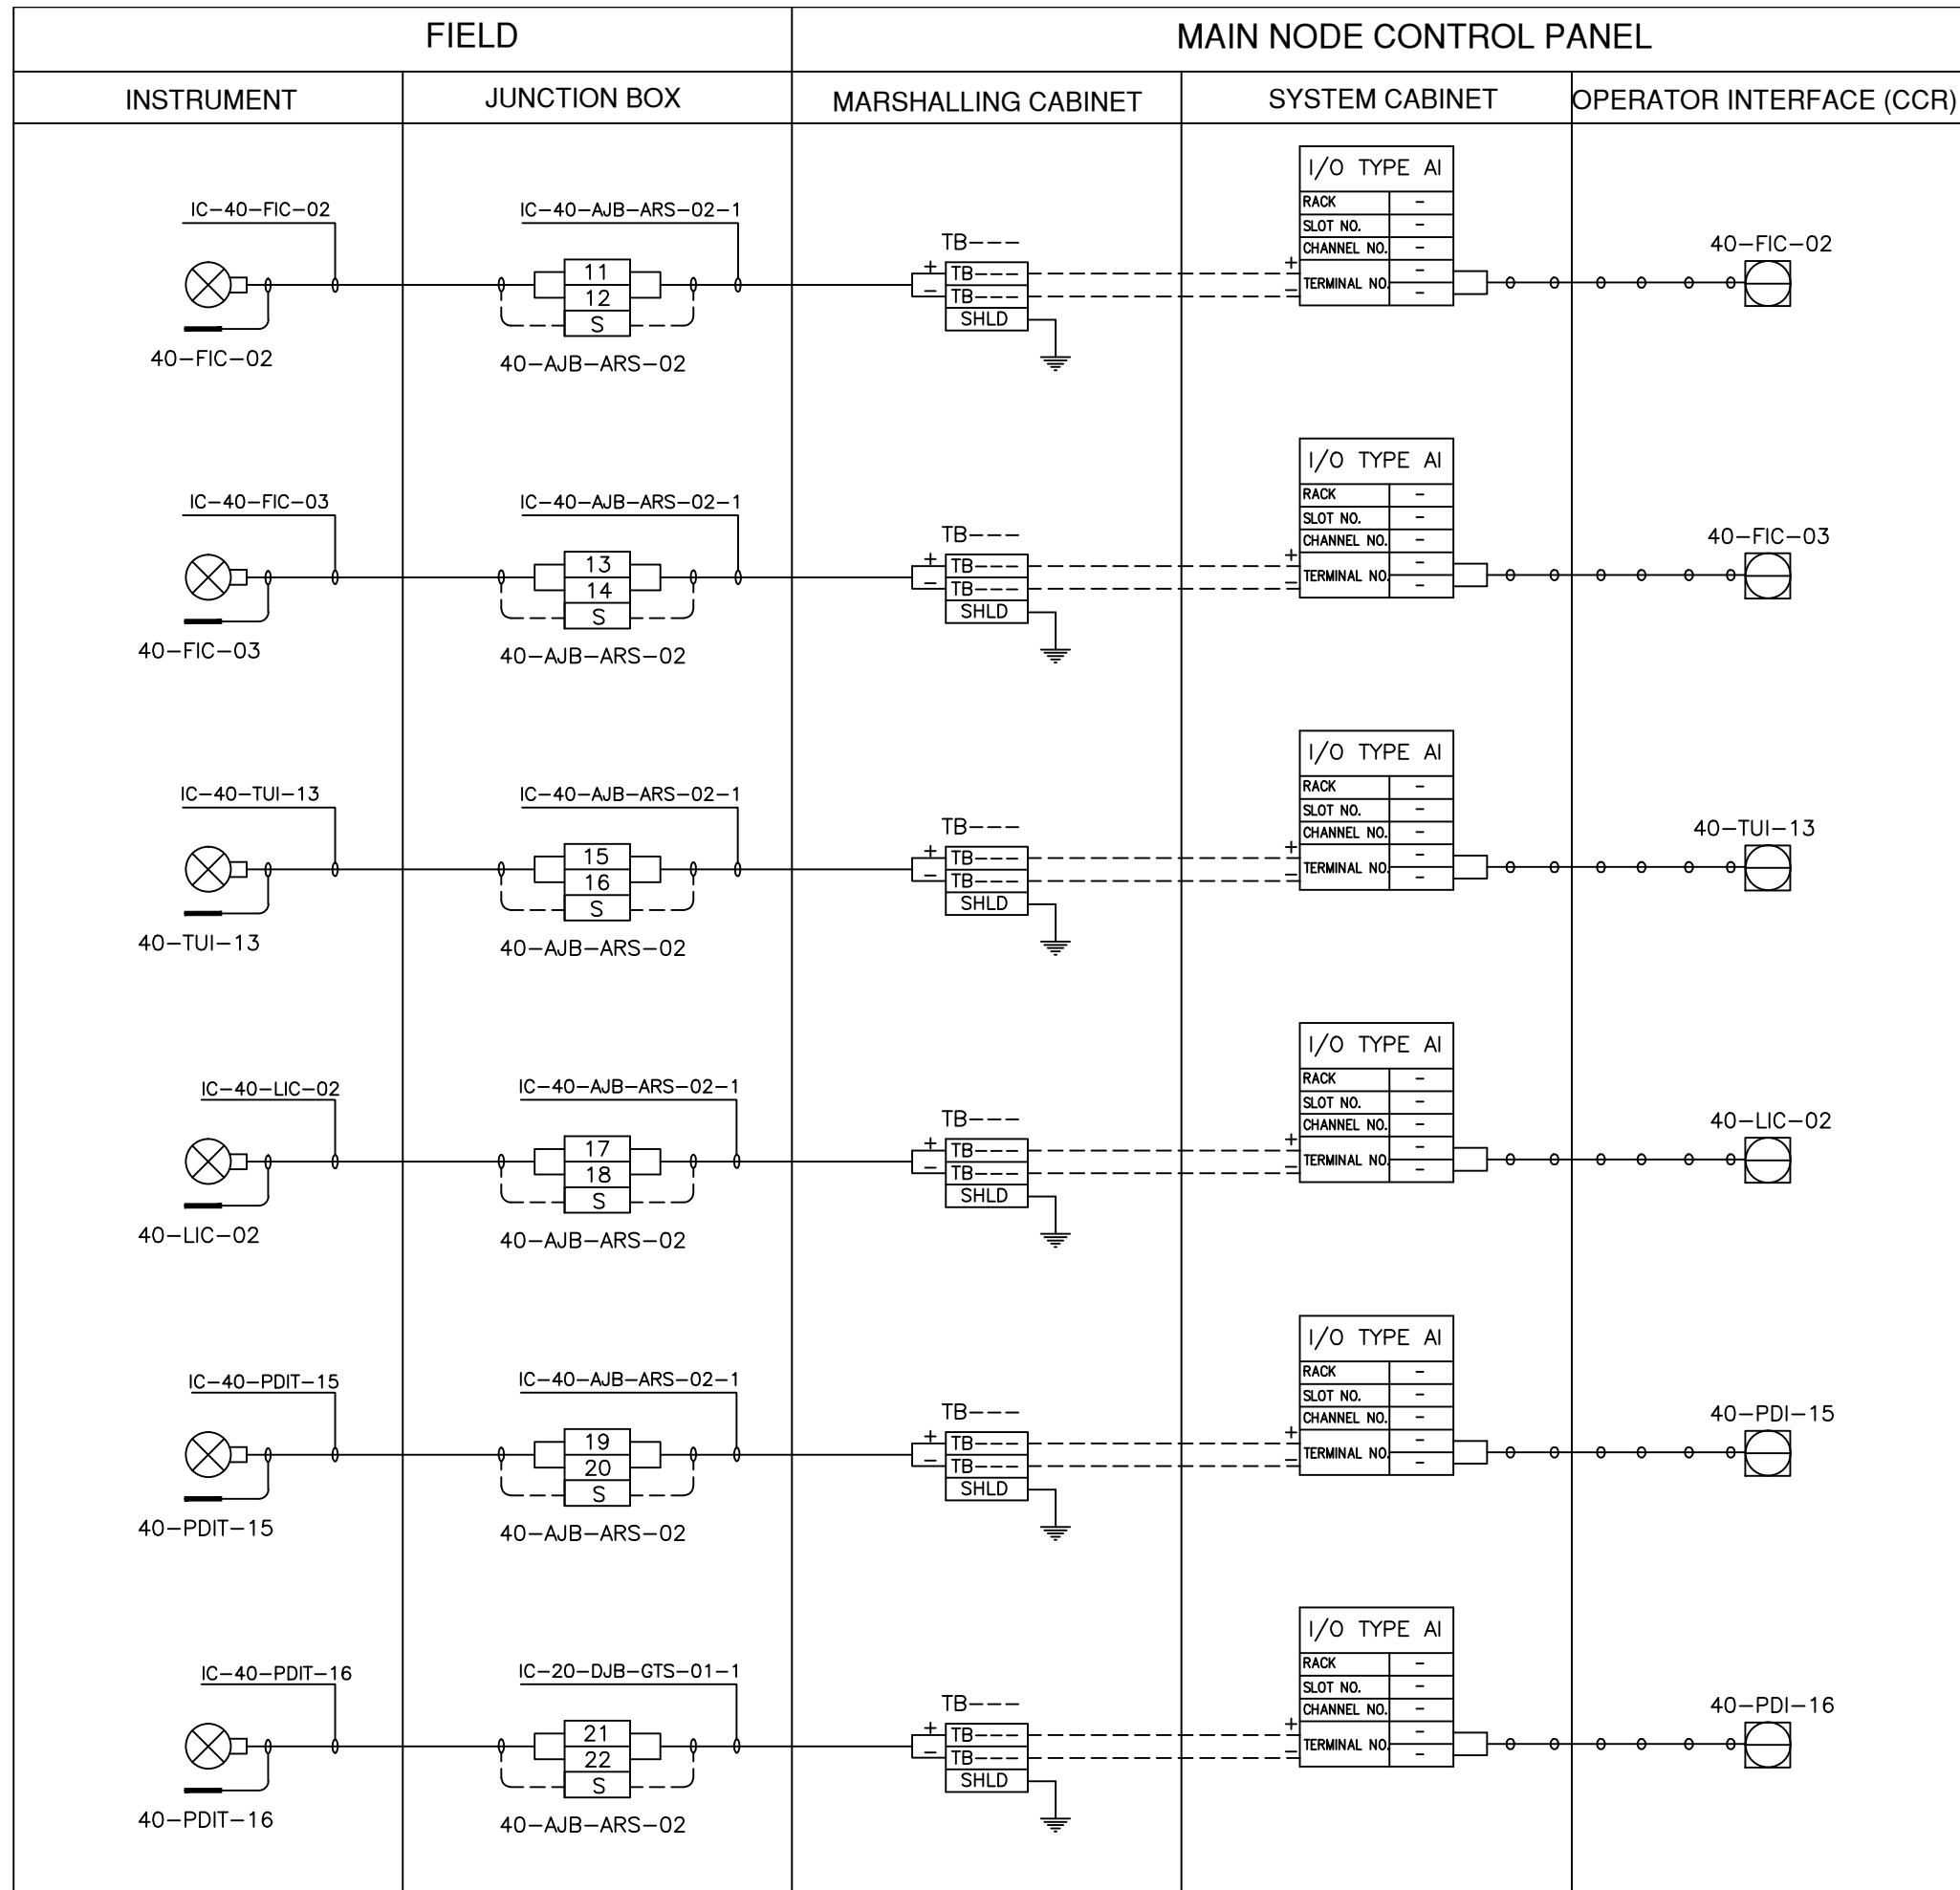 FIELD
MAIN NODE CONTROL PANEL
INSTRUMENT
JUNCTION BOX
MARSHALLING CABINET
SYSTEM CABINET
OPERATOR INTERFACE (CCR)
IC-40-FIC-02
40-FIC-02
IC-40-AJB-ARS-02-1
11
12
S
40-AJB-ARS-02
TB---
+ TB---
- TB---
SHLD
I/O TYPE AI
RACK -
SLOT NO. -
CHANNEL NO. -
+
TERMINAL NO. -
- -
40-FIC-02
IC-40-FIC-03
40-FIC-03
IC-40-AJB-ARS-02-1
13
14
S
40-AJB-ARS-02
TB---
+ TB---
- TB---
SHLD
I/O TYPE AI
RACK -
SLOT NO. -
CHANNEL NO. -
+
TERMINAL NO. -
- -
40-FIC-03
IC-40-TUI-13
40-TUI-13
IC-40-AJB-ARS-02-1
15
16
S
40-AJB-ARS-02
TB---
+ TB---
- TB---
SHLD
I/O TYPE AI
RACK -
SLOT NO. -
CHANNEL NO. -
+
TERMINAL NO. -
- -
40-TUI-13
IC-40-LIC-02
40-LIC-02
IC-40-AJB-ARS-02-1
17
18
S
40-AJB-ARS-02
TB---
+ TB---
- TB---
SHLD
I/O TYPE AI
RACK -
SLOT NO. -
CHANNEL NO. -
+
TERMINAL NO. -
- -
40-LIC-02
IC-40-PDIT-15
40-PDIT-15
IC-40-AJB-ARS-02-1
19
20
S
40-AJB-ARS-02
TB---
+ TB---
- TB---
SHLD
I/O TYPE AI
RACK -
SLOT NO. -
CHANNEL NO. -
+
TERMINAL NO. -
- -
40-PDI-15
IC-40-PDIT-16
40-PDIT-16
IC-20-DJB-GTS-01-1
21
22
S
40-AJB-ARS-02
TB---
+ TB---
- TB---
SHLD
I/O TYPE AI
RACK -
SLOT NO. -
CHANNEL NO. -
+
TERMINAL NO. -
- -
40-PDI-16